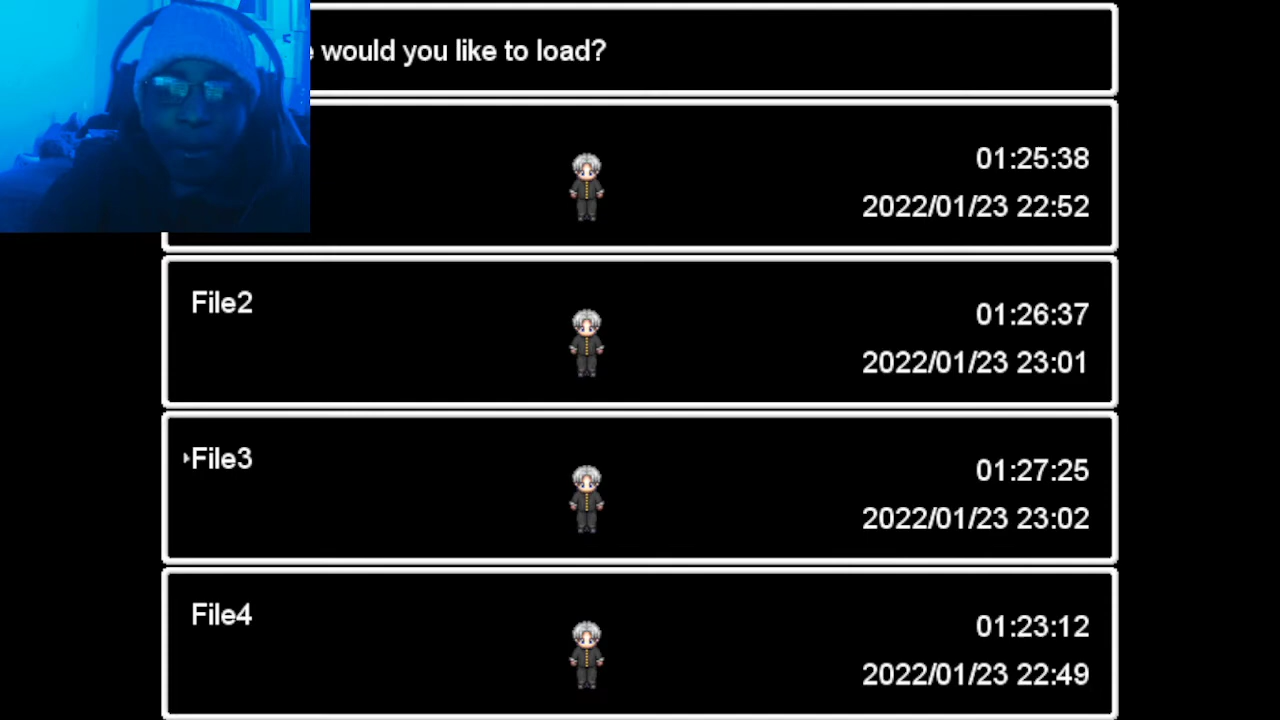 would you like to load?
01:25:38
2022/01/23 22:52
File2
01:26:37
2022/01/23 23:01
File3
01:27:25
2022/01/23 23:02
File4
01:23:12
2022/01/23 22:49